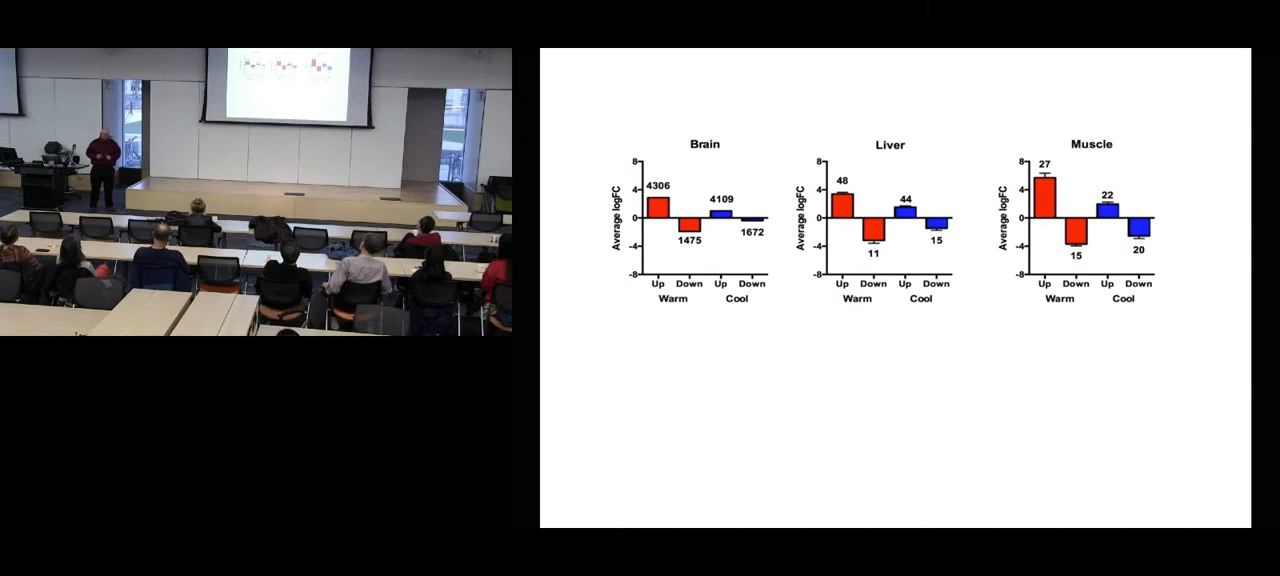 Brain
Average logFC
8
4
0
-4
-8
4306
1475
4109
1672
Up Down Up Down
Warm Cool
Liver
Average logFC
8
4
0
-4
-8
48
11
44
15
Up Down Up Down
Warm Cool
Muscle
Average logFC
8
4
0
-4
-8
27
15
22
20
Up Down Up Down
Warm Cool